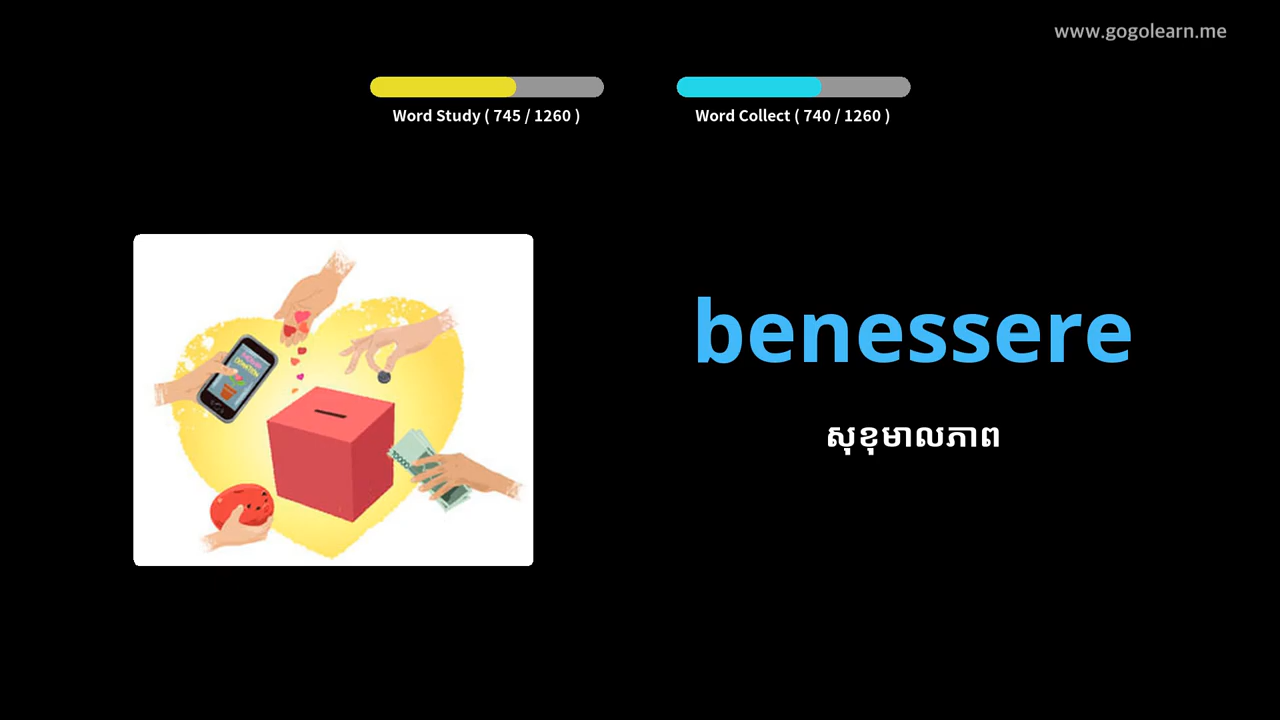 www.gogolearn.me
Word Study ( 745 / 1260 )
Word Collect ( 740 / 1260 )
benessere
សុខុមាលភាព